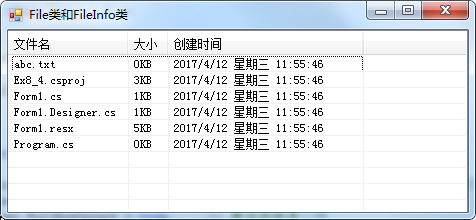 File类和FileInfo类
文件名 大小 创建时间
abc.txt 0KB 2017/4/12 星期三 11:55:46
Ex8_4.csproj 3KB 2017/4/12 星期三 11:55:46
Form1.cs 1KB 2017/4/12 星期三 11:55:46
Form1.Designer.cs 1KB 2017/4/12 星期三 11:55:46
Form1.resx 5KB 2017/4/12 星期三 11:55:46
Program.cs 0KB 2017/4/12 星期三 11:55:46